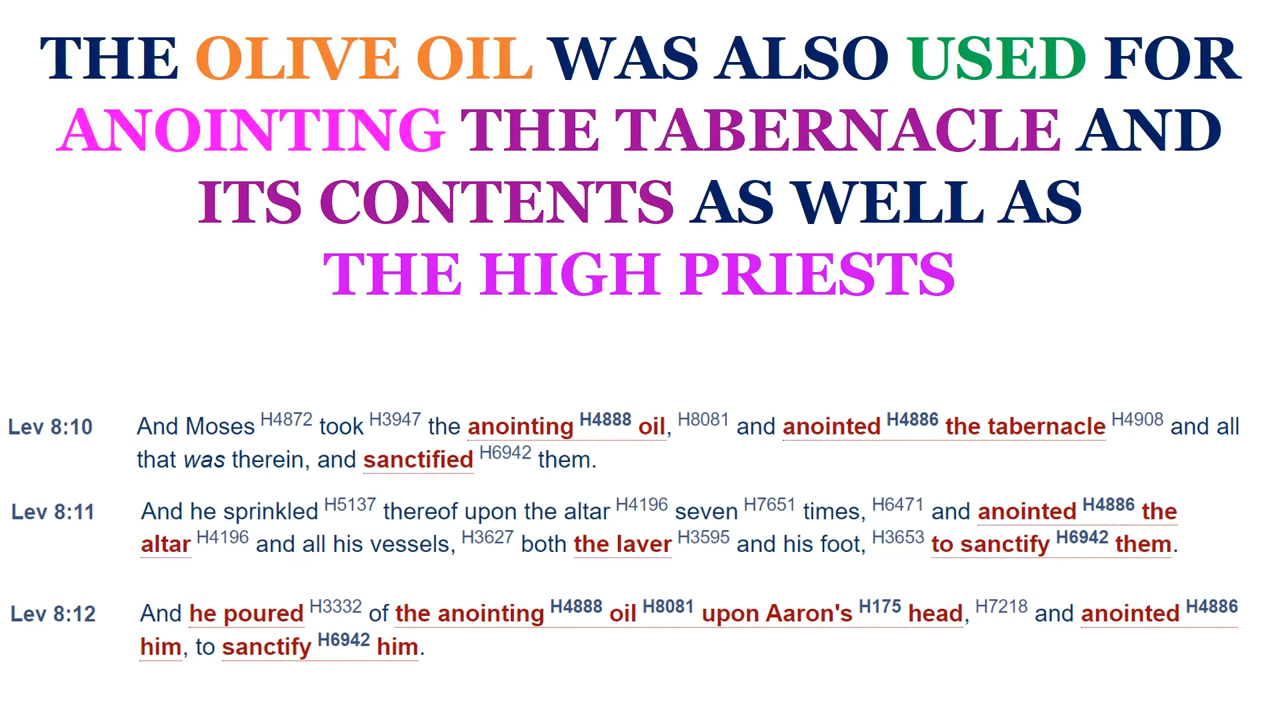 THE OLIVE OIL WAS ALSO USED FOR
ANOINTING THE TABERNACLE AND
ITS CONTENTS AS WELL AS
THE HIGH PRIESTS
Lev 8:10 And Moses H4872 took H3947 the anointing H4888 oil, H8081 and anointed H4886 the tabernacle H4908 and all
that was therein, and sanctified H6942 them.
Lev 8:11 And he sprinkled H5137 thereof upon the altar H4196 seven H7651 times, H6471 and anointed H4886 the
altar H4196 and all his vessels, H3627 both the laver H3595 and his foot, H3653 to sanctify H6942 them.
Lev 8:12 And he poured H3332 of the anointing H4888 oil H8081 upon Aaron's H175 head, H7218 and anointed H4886
him, to sanctify H6942 him.